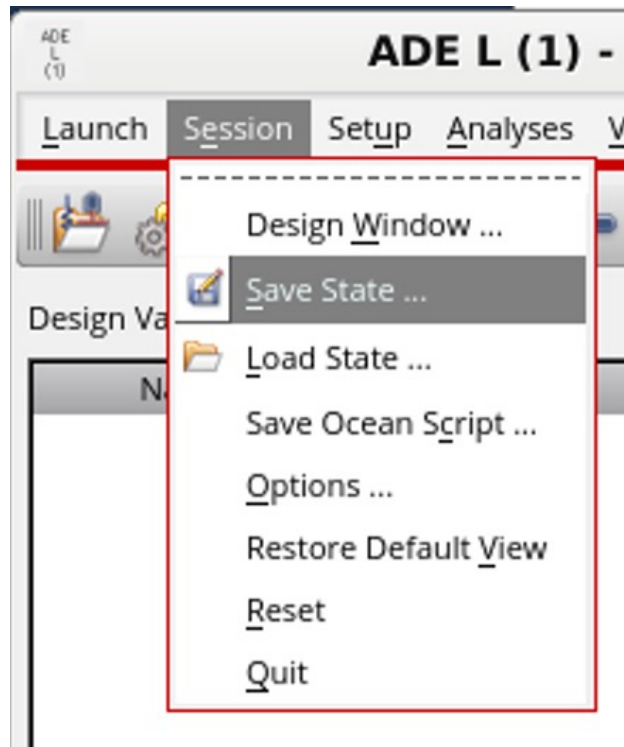 ADE
L
(1)
ADE L (1) -
Launch Session Setup Analyses V
Design Window ...
Save State ...
Design Va
Load State ...
Na
Save Ocean Script ...
Options ...
Restore Default View
Reset
Quit